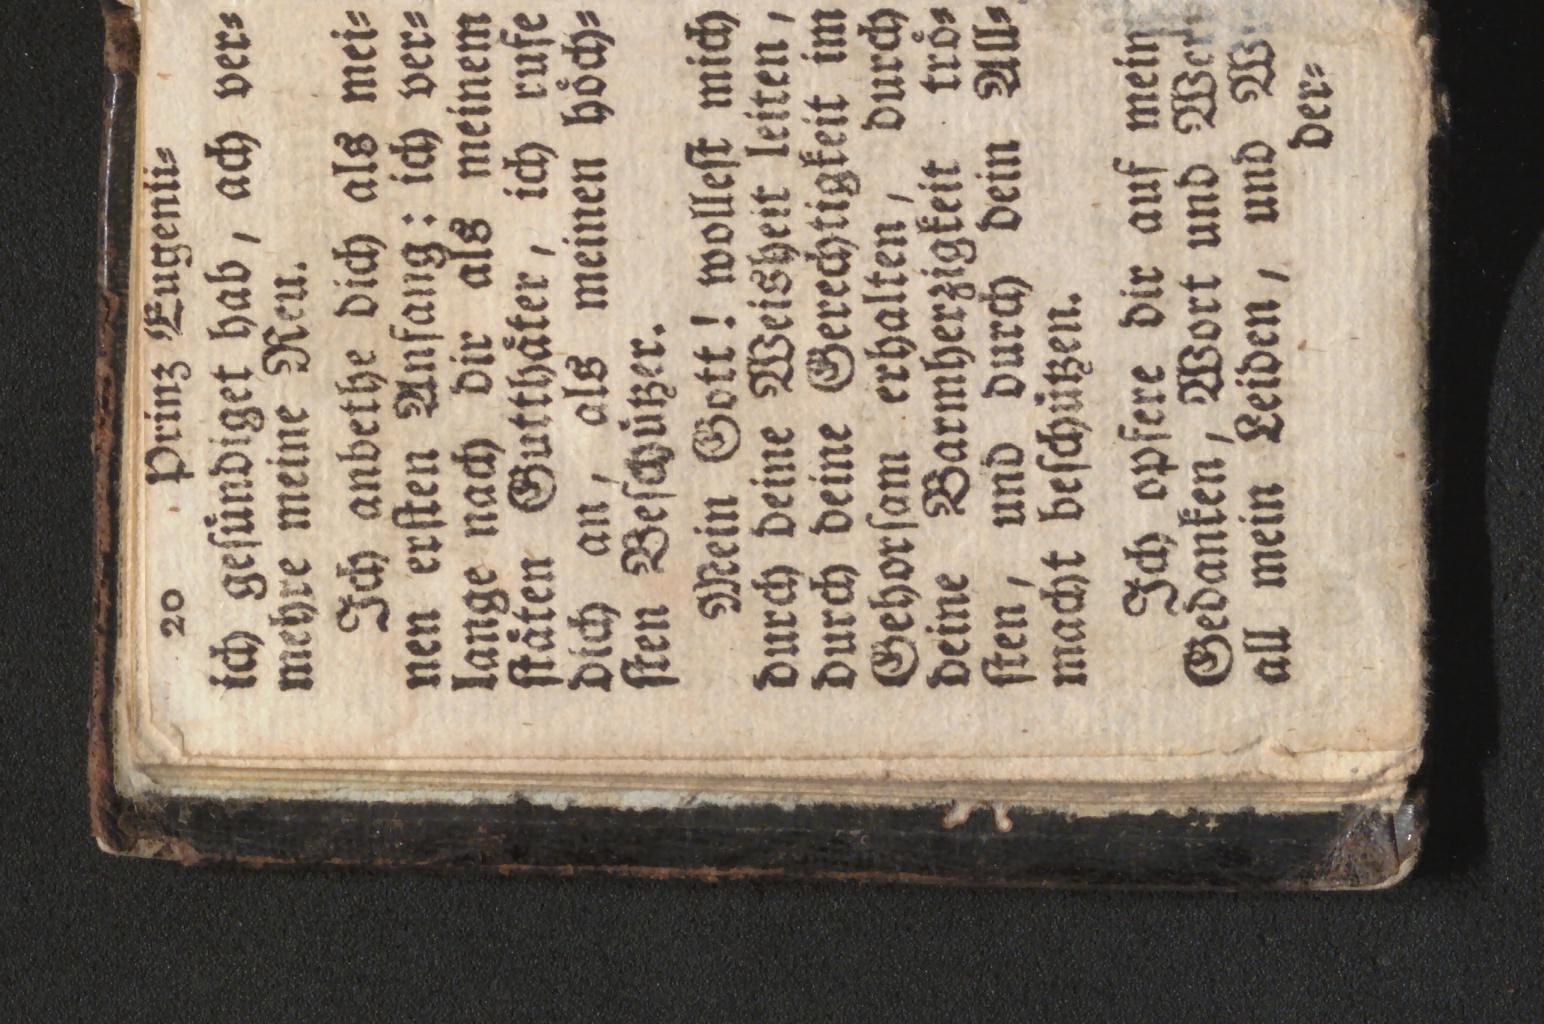 20 Prinz Eugenii⸗
ich gesündiget hab, ach ver⸗
mehre meine Reu.
Ich anbethe dich als mei⸗
nen ersten Anfang: ich ver⸗
lange nach dir als meinem
stäten Gutthäter, ich rufe
dich an, als meinen höch⸗
sten Beschützer.
Mein Gott! wollest mich
durch deine Weisheit leiten,
durch deine Gerechtigkeit im
Gehorsam erhalten, durch
deine Barmherzigkeit trö⸗
sten, und durch dein All⸗
macht beschützen.
Ich opfere dir auf mein
Gedanken, Wort und
all mein Leiden, und
der⸗